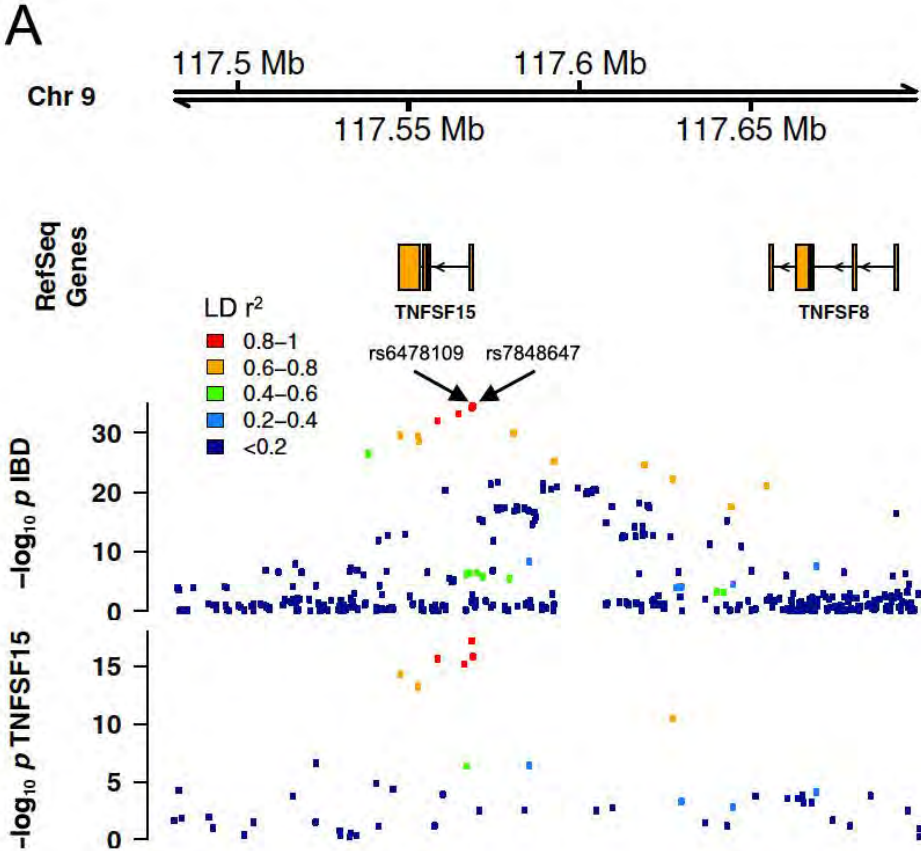 A
117.5 Mb 117.6 Mb
Chr 9
117.55 Mb 117.65 Mb
RefSeq
Genes
TNFSF15 TNFSF8
LD r²
0.8–1
0.6–0.8
0.4–0.6
0.2–0.4
<0.2
rs6478109 rs7848647
–log₁₀ p IBD
30
20
10
0
–log₁₀ p TNFSF15
15
10
5
0